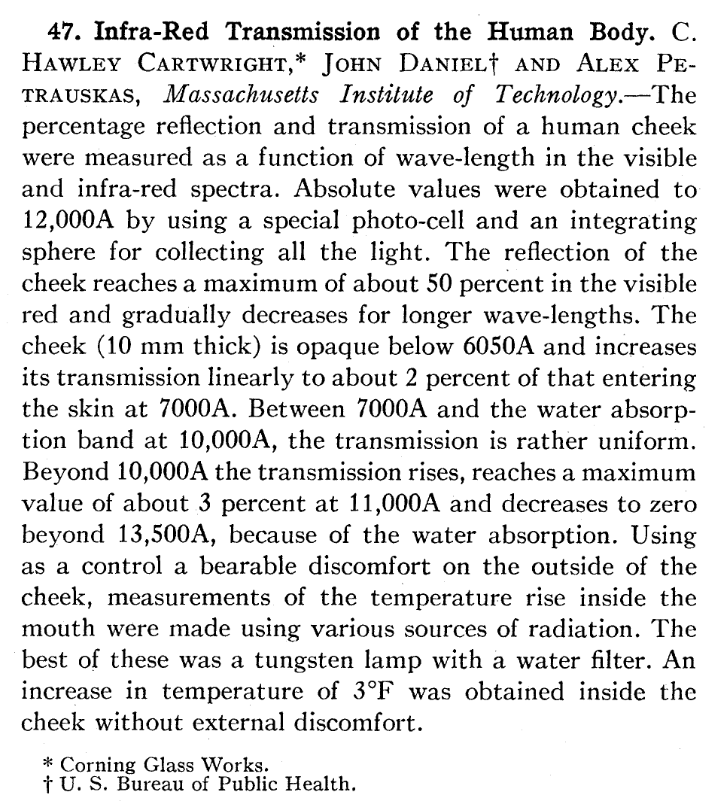 47. Infra-Red Transmission of the Human Body. C.
HAWLEY CARTWRIGHT,* JOHN DANIEL† AND ALEX PE-
TRAUSKAS, Massachusetts Institute of Technology.—The
percentage reflection and transmission of a human cheek
were measured as a function of wave-length in the visible
and infra-red spectra. Absolute values were obtained to
12,000A by using a special photo-cell and an integrating
sphere for collecting all the light. The reflection of the
cheek reaches a maximum of about 50 percent in the visible
red and gradually decreases for longer wave-lengths. The
cheek (10 mm thick) is opaque below 6050A and increases
its transmission linearly to about 2 percent of that entering
the skin at 7000A. Between 7000A and the water absorp-
tion band at 10,000A, the transmission is rather uniform.
Beyond 10,000A the transmission rises, reaches a maximum
value of about 3 percent at 11,000A and decreases to zero
beyond 13,500A, because of the water absorption. Using
as a control a bearable discomfort on the outside of the
cheek, measurements of the temperature rise inside the
mouth were made using various sources of radiation. The
best of these was a tungsten lamp with a water filter. An
increase in temperature of 3°F was obtained inside the
cheek without external discomfort.
* Corning Glass Works.
† U. S. Bureau of Public Health.